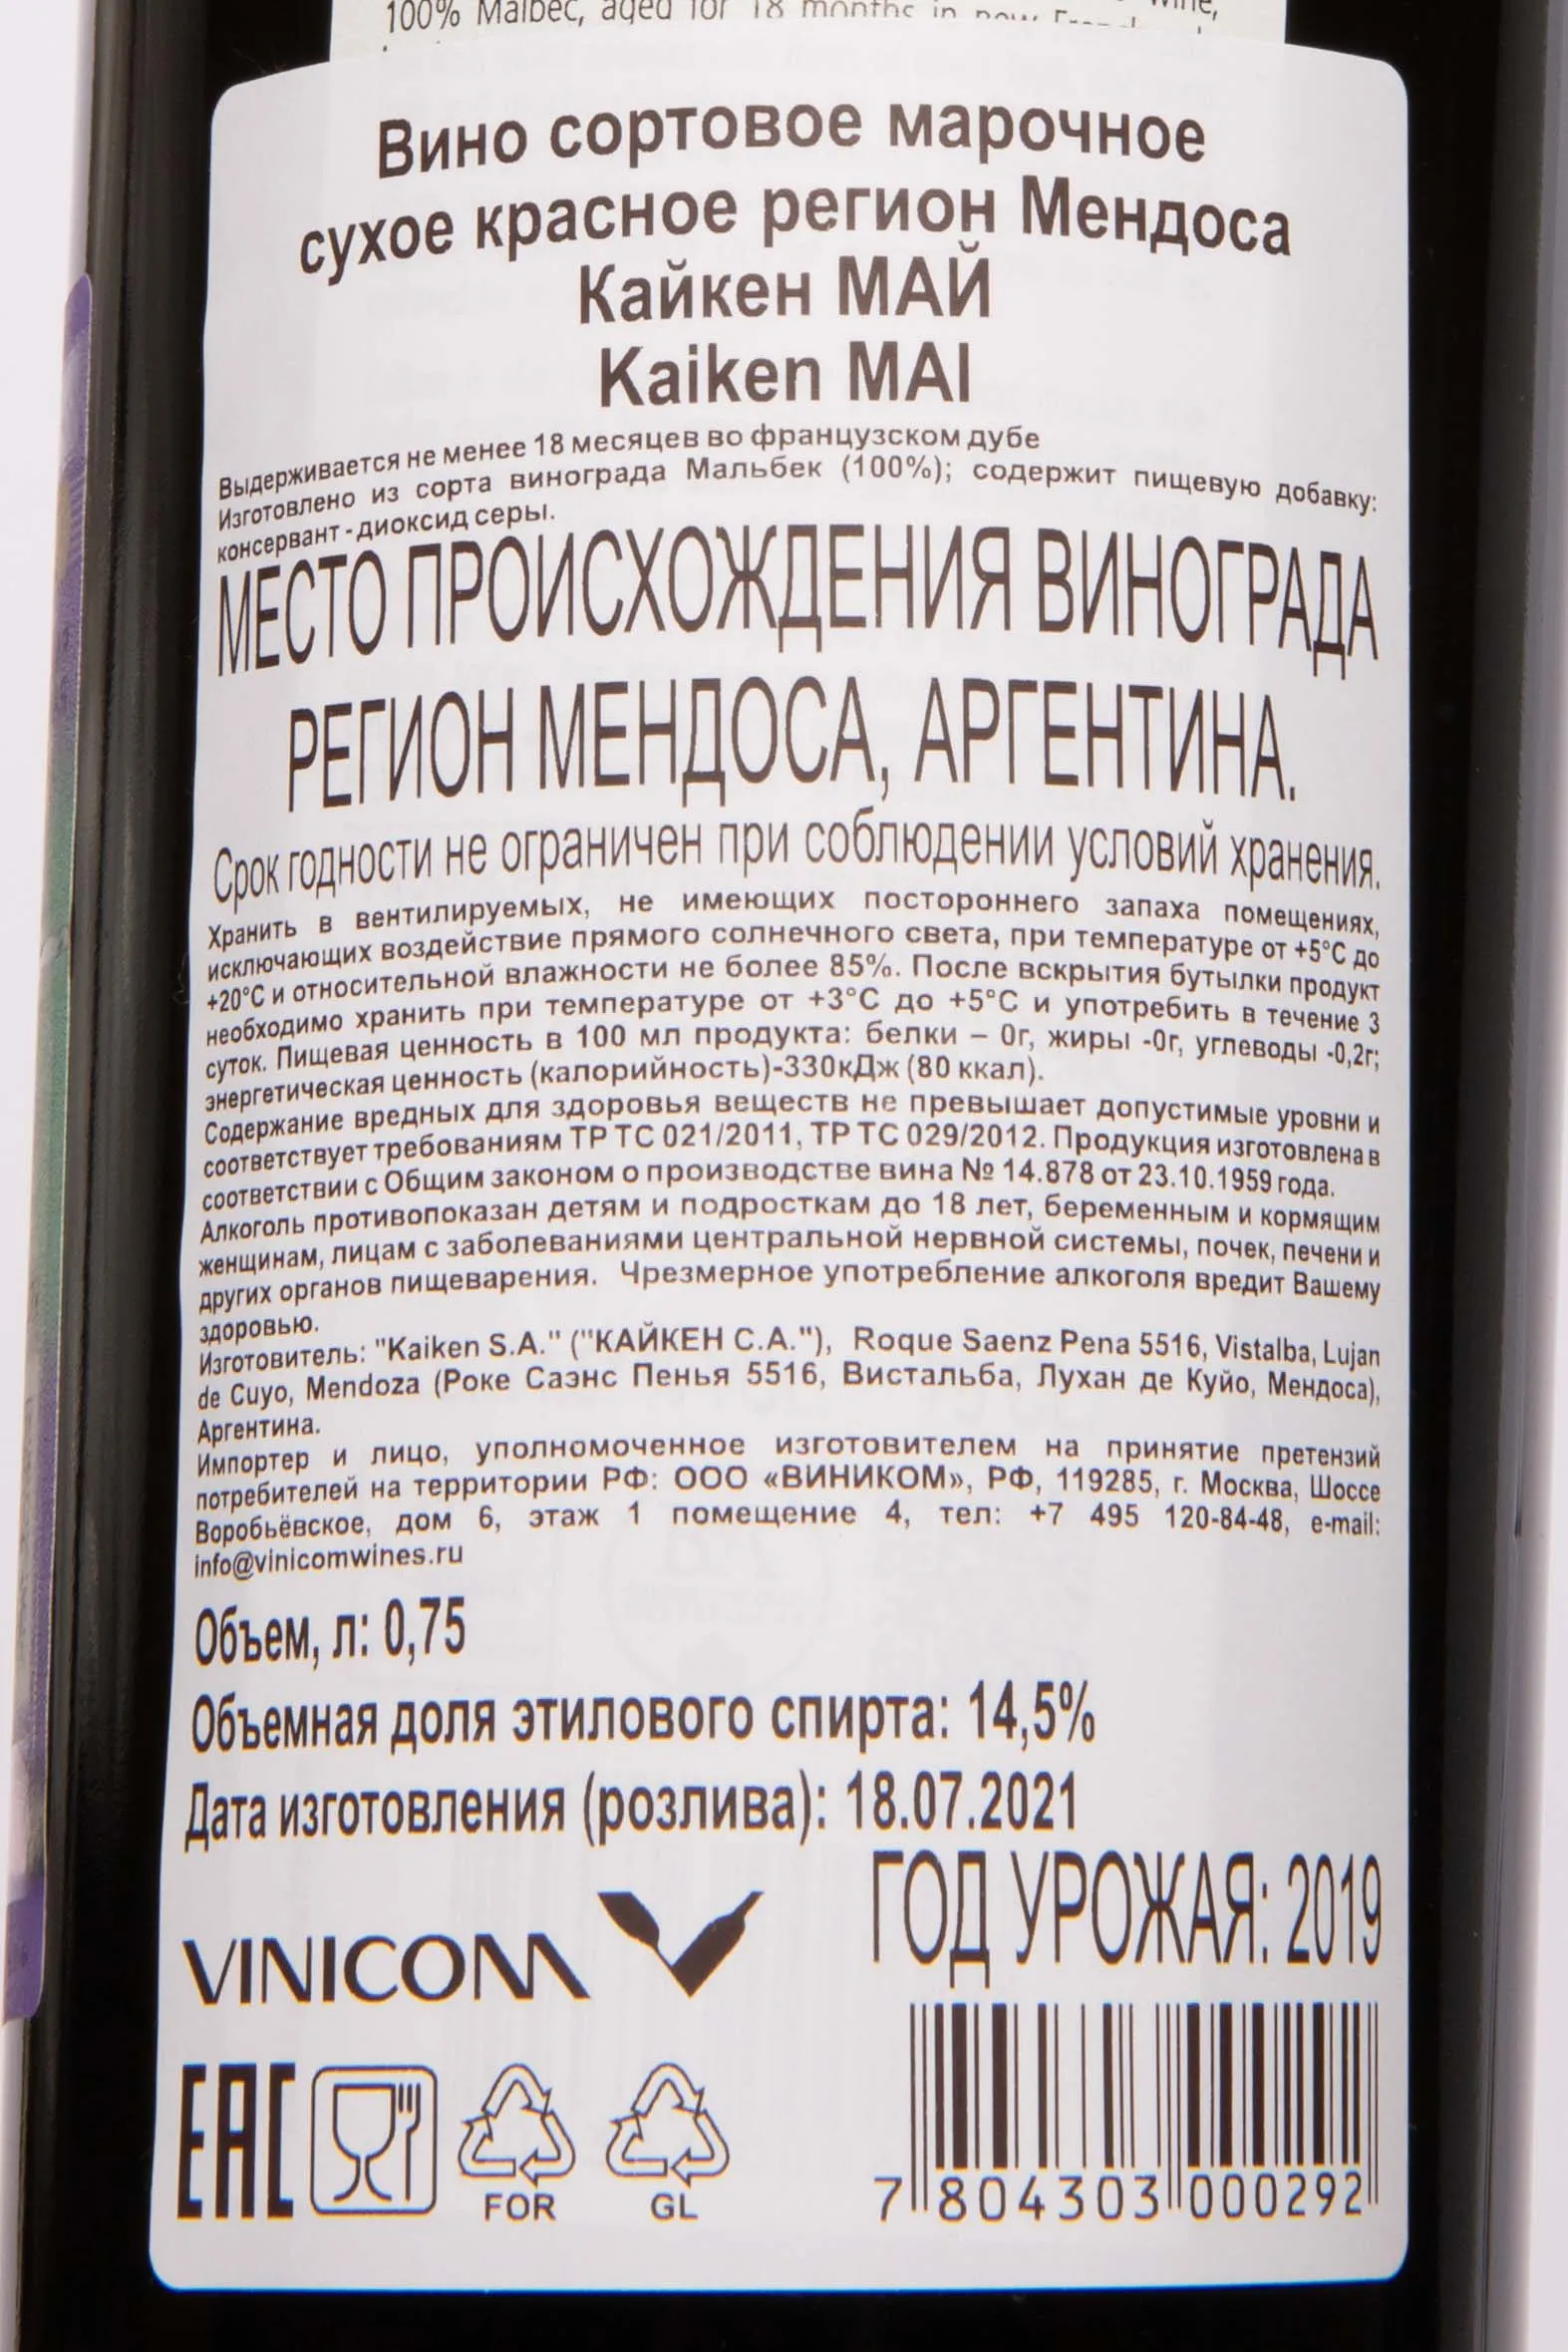 100% Malbec, aged for 18 months in new
Вино сортовое марочное
сухое красное регион Мендоса
Кайкен МАЙ
Kaiken MAI
Выдерживается не менее 18 месяцев во французском дубе
Изготовлено из сорта винограда Мальбек (100%); содержит пищевую добавку:
консервант - диоксид серы.
МЕСТО ПРОИСХОЖДЕНИЯ ВИНОГРАДА
РЕГИОН МЕНДОСА, АРГЕНТИНА.
Срок годности не ограничен при соблюдении условий хранения.
Хранить в вентилируемых, не имеющих постороннего запаха помещениях,
исключающих воздействие прямого солнечного света, при температуре от +5°С до
+20°С и относительной влажности не более 85%. После вскрытия бутылки продукт
необходимо хранить при температуре от +3°С до +5°С и употребить в течение 3
суток. Пищевая ценность в 100 мл продукта: белки – 0г, жиры -0г, углеводы -0,2г;
энергетическая ценность (калорийность)-330кДж (80 ккал).
Содержание вредных для здоровья веществ не превышает допустимые уровни и
соответствует требованиям ТР ТС 021/2011, ТР ТС 029/2012. Продукция изготовлена в
соответствии с Общим законом о производстве вина № 14.878 от 23.10.1959 года.
Алкоголь противопоказан детям и подросткам до 18 лет, беременным и кормящим
женщинам, лицам с заболеваниями центральной нервной системы, почек, печени и
других органов пищеварения. Чрезмерное употребление алкоголя вредит Вашему
здоровью.
Изготовитель: "Kaiken S.A." ("КАЙКЕН С.А."), Roque Saenz Pena 5516, Vistalba, Lujan
de Cuyo, Mendoza (Роке Саэнс Пенья 5516, Вистальба, Лухан де Куйо, Мендоса),
Аргентина.
Импортер и лицо, уполномоченное изготовителем на принятие претензий
потребителей на территории РФ: ООО «ВИНИКОМ», РФ, 119285, г. Москва, Шоссе
Воробьёвское, дом 6, этаж 1 помещение 4, тел: +7 495 120-84-48, e-mail:
info@vinicomwines.ru
Объем, л: 0,75
Объемная доля этилового спирта: 14,5%
Дата изготовления (розлива): 18.07.2021
ГОД УРОЖАЯ: 2019
VINICOM
EAC
FOR
GL
7 804303 000292